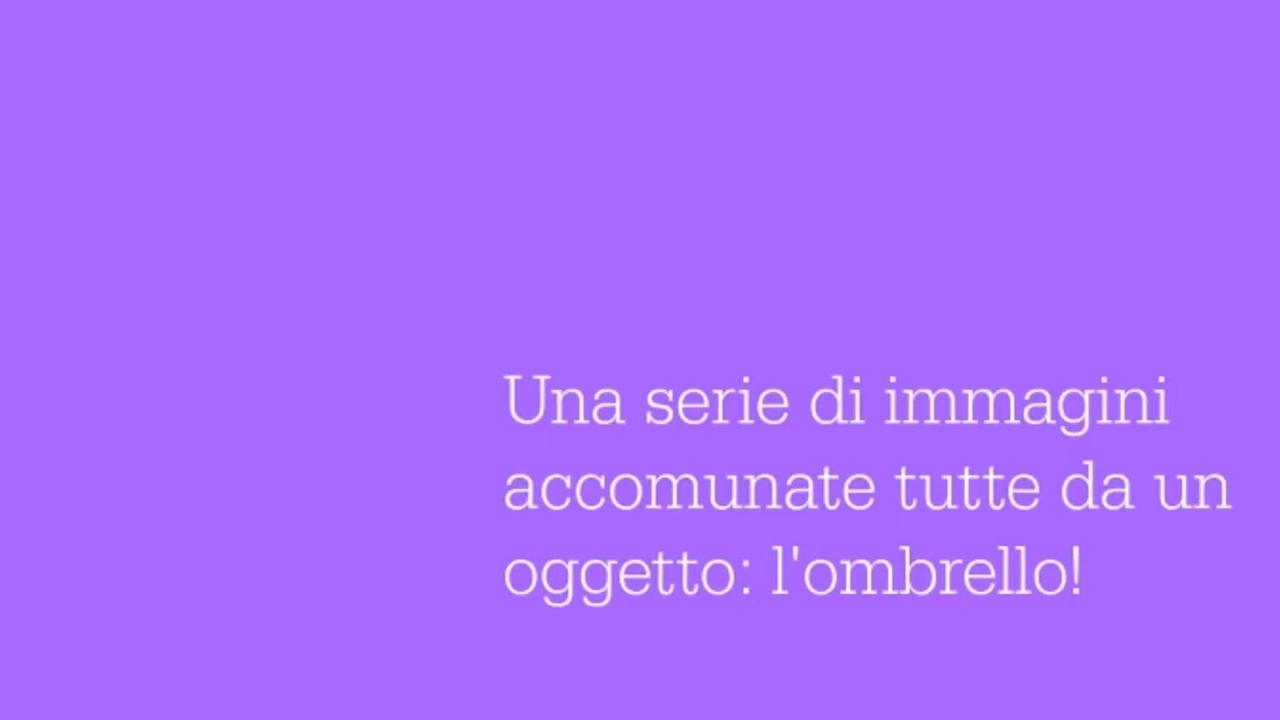 Una serie di immagini
accomunate tutte da un
oggetto: l'ombrello!